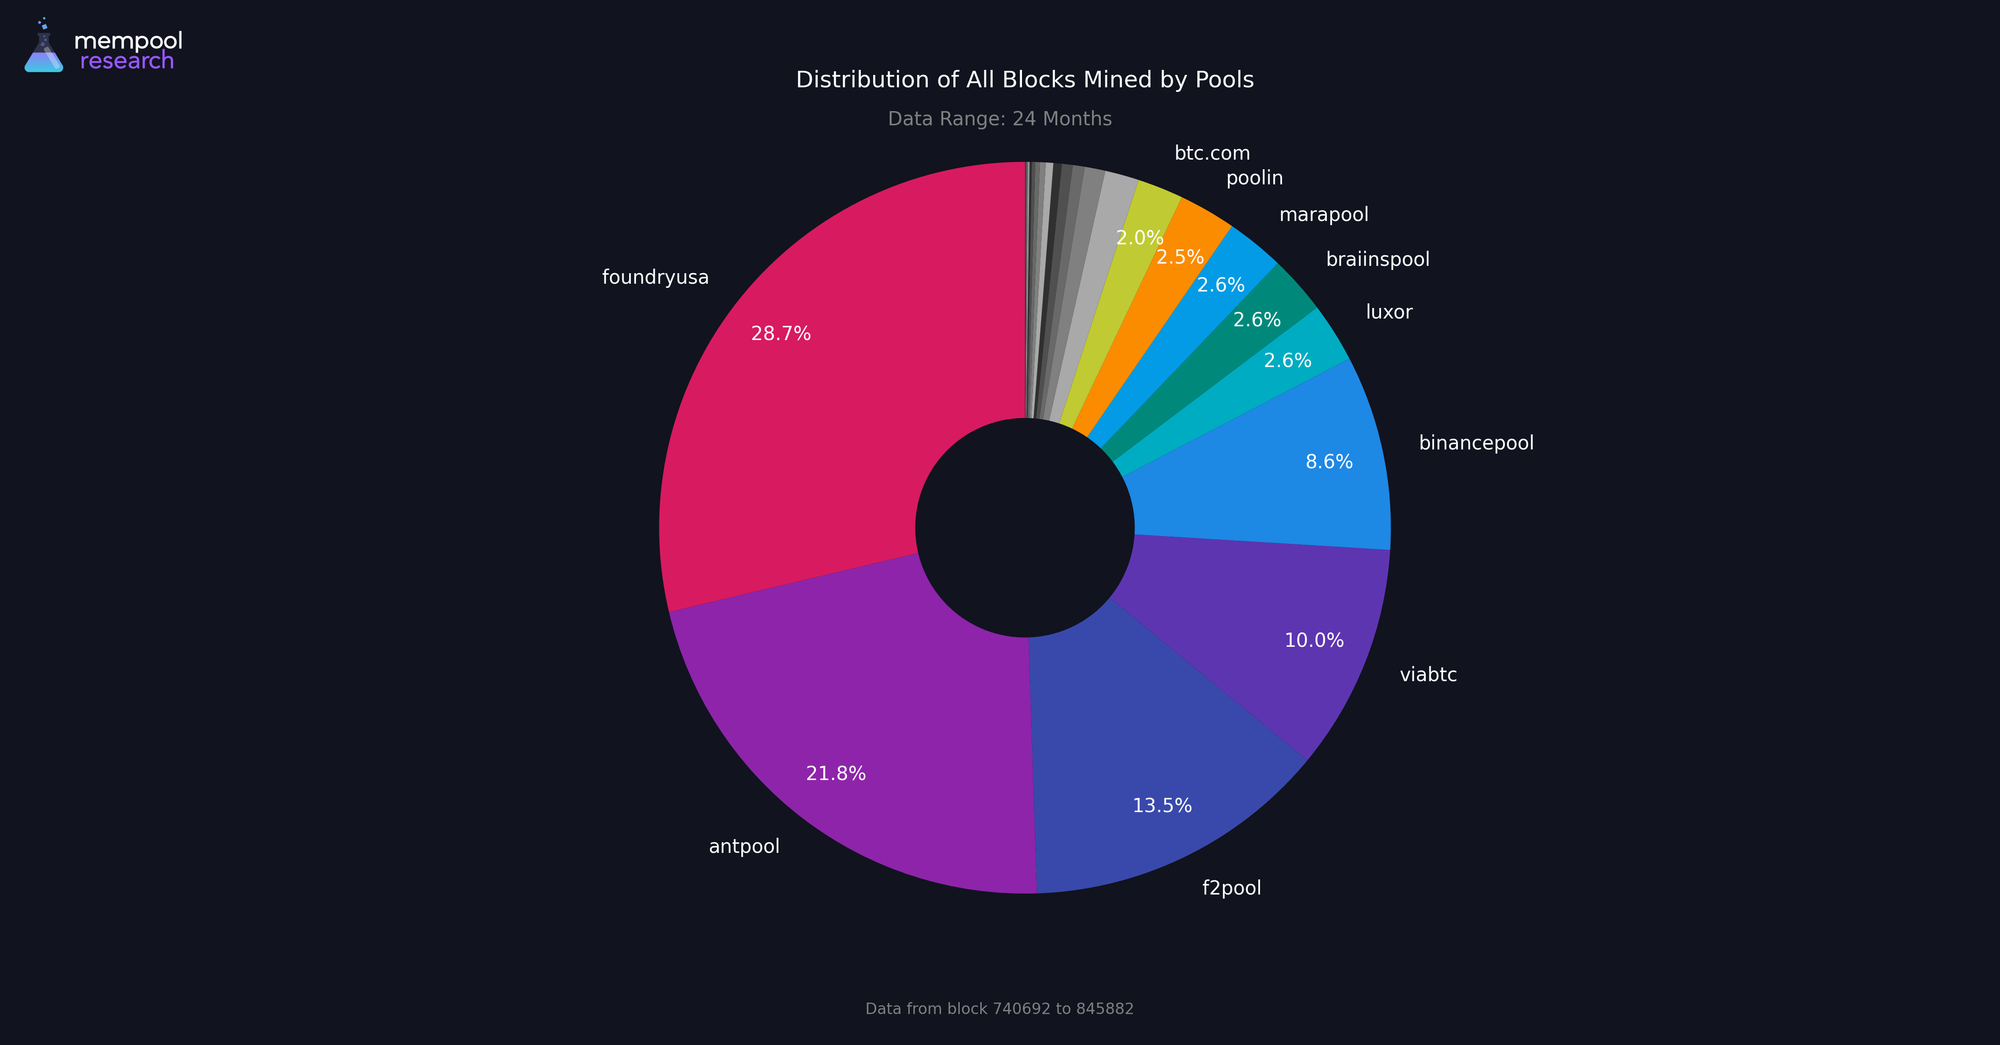 mempool
research
Distribution of All Blocks Mined by Pools
Data Range: 24 Months
btc.com
poolin
marapool
braiinspool
luxor
binancepool
viabtc
f2pool
antpool
foundryusa
2.0%
2.5%
2.6%
2.6%
2.6%
8.6%
10.0%
13.5%
21.8%
28.7%
Data from block 740692 to 845882